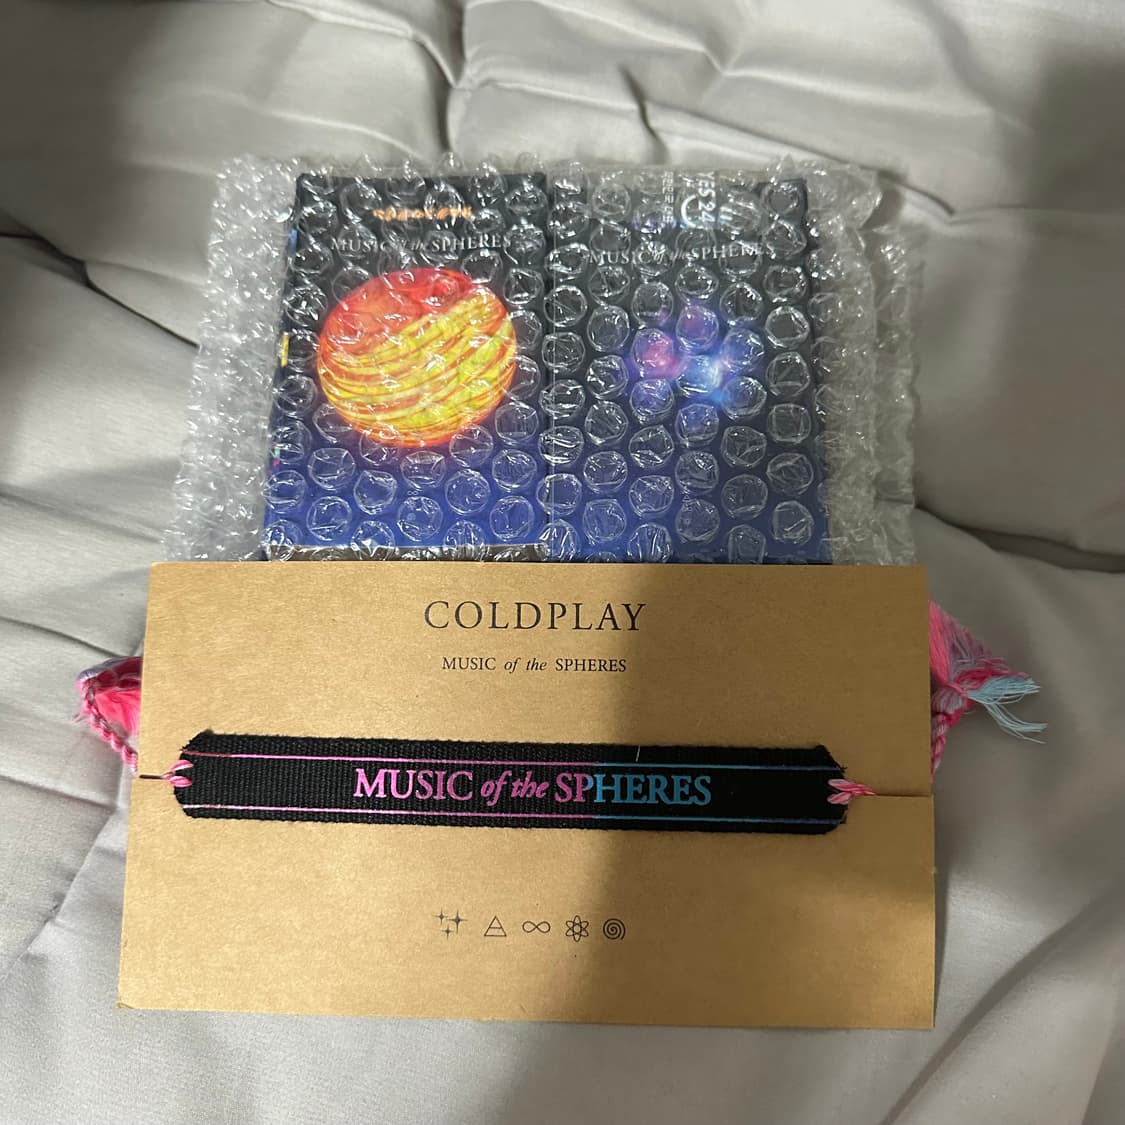 MUSIC of the SPHERES
YES24
MUSIC of the SPHERES
COLDPLAY
MUSIC of the SPHERES
MUSIC of the SPHERES